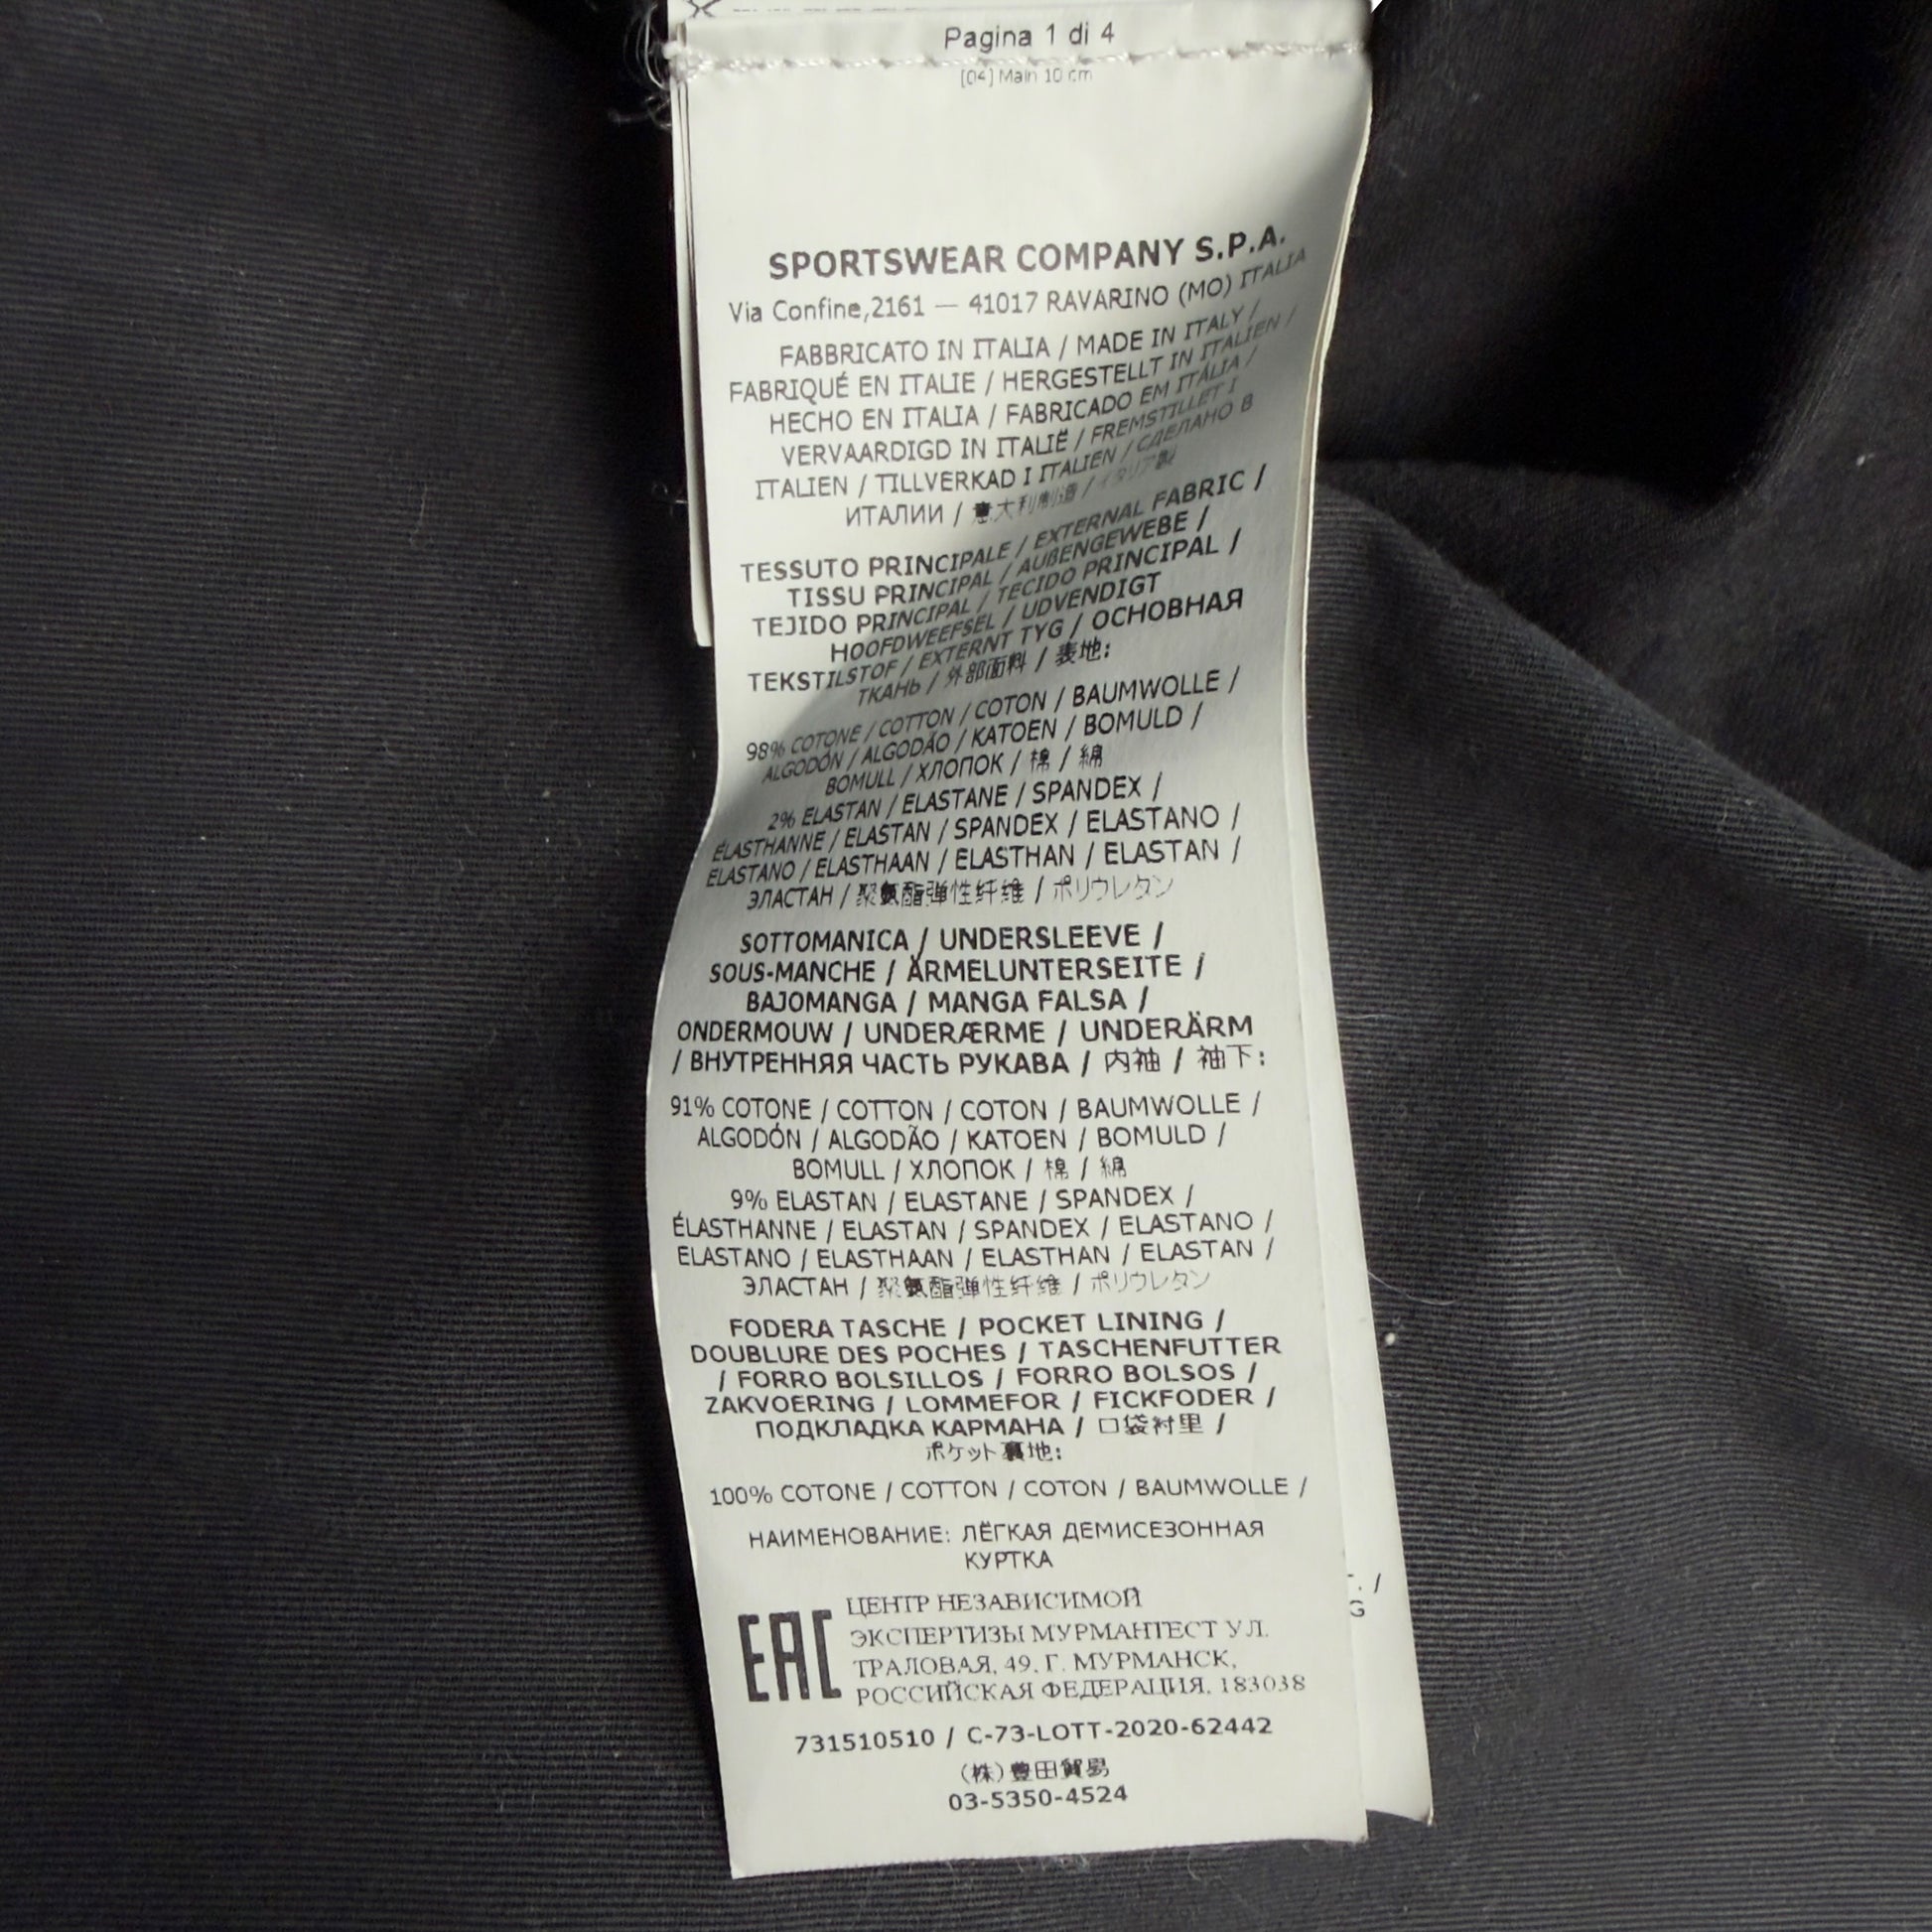 Pagina 1 di 4
[04] Main 10 cm
SPORTSWEAR COMPANY S.P.A.
Via Confine,2161 — 41017 RAVARINO (MO) ITALIA
FABBRICATO IN ITALIA / MADE IN ITALY /
FABRIQUÉ EN ITALIE / HERGESTELLT IN ITALIEN /
HECHO EN ITALIA / FABRICADO EM ITÁLIA /
VERVAARDIGD IN ITALIË / FREMSTILLET I
ITALIEN / TILLVERKAD I ITALIEN / СДЕЛАНО В
ИТАЛИИ / 意大利制造 / イタリア製
TESSUTO PRINCIPALE / EXTERNAL FABRIC /
TISSU PRINCIPAL / AUßENGEWEBE /
TEJIDO PRINCIPAL / TECIDO PRINCIPAL /
HOOFDWEEFSEL / UDVENDIGT
TEKSTILSTOF / EXTERNT TYG / ОСНОВНАЯ
ТКАНЬ / 外部面料 / 表地:
98% COTONE / COTTON / COTON / BAUMWOLLE /
ALGODÓN / ALGODÃO / KATOEN / BOMULD /
BOMULL / ХЛОПОК / 棉 / 綿
2% ELASTAN / ELASTANE / SPANDEX /
ÉLASTHANNE / ELASTAN / SPANDEX / ELASTANO /
ELASTANO / ELASTHAAN / ELASTHAN / ELASTAN /
ЭЛАСТАН / 聚氨酯弹性纤维 / ポリウレタン
SOTTOMANICA / UNDERSLEEVE /
SOUS-MANCHE / ÄRMELUNTERSEITE /
BAJOMANGA / MANGA FALSA /
ONDERMOUW / UNDERÆRME / UNDERÄRM
/ ВНУТРЕННЯЯ ЧАСТЬ РУКАВА / 内袖 / 袖下:
91% COTONE / COTTON / COTON / BAUMWOLLE /
ALGODÓN / ALGODÃO / KATOEN / BOMULD /
BOMULL / ХЛОПОК / 棉 / 綿
9% ELASTAN / ELASTANE / SPANDEX /
ÉLASTHANNE / ELASTAN / SPANDEX / ELASTANO /
ELASTANO / ELASTHAAN / ELASTHAN / ELASTAN /
ЭЛАСТАН / 聚氨酯弹性纤维 / ポリウレタン
FODERA TASCHE / POCKET LINING /
DOUBLURE DES POCHES / TASCHENFUTTER
/ FORRO BOLSILLOS / FORRO BOLSOS /
ZAKVOERING / LOMMEFOR / FICKFODER /
ПОДКЛАДКА КАРМАНА / 口袋衬里 /
ポケット裏地:
100% COTONE / COTTON / COTON / BAUMWOLLE /
НАИМЕНОВАНИЕ: ЛЁГКАЯ ДЕМИСЕЗОННАЯ
КУРТКА
EAC
ЦЕНТР НЕЗАВИСИМОЙ
ЭКСПЕРТИЗЫ МУРМАНТЕСТ УЛ.
ТРАЛОВАЯ, 49, Г. МУРМАНСК,
РОССИЙСКАЯ ФЕДЕРАЦИЯ, 183038
731510510 / C-73-LOTT-2020-62442
(株)豊田貿易
03-5350-4524